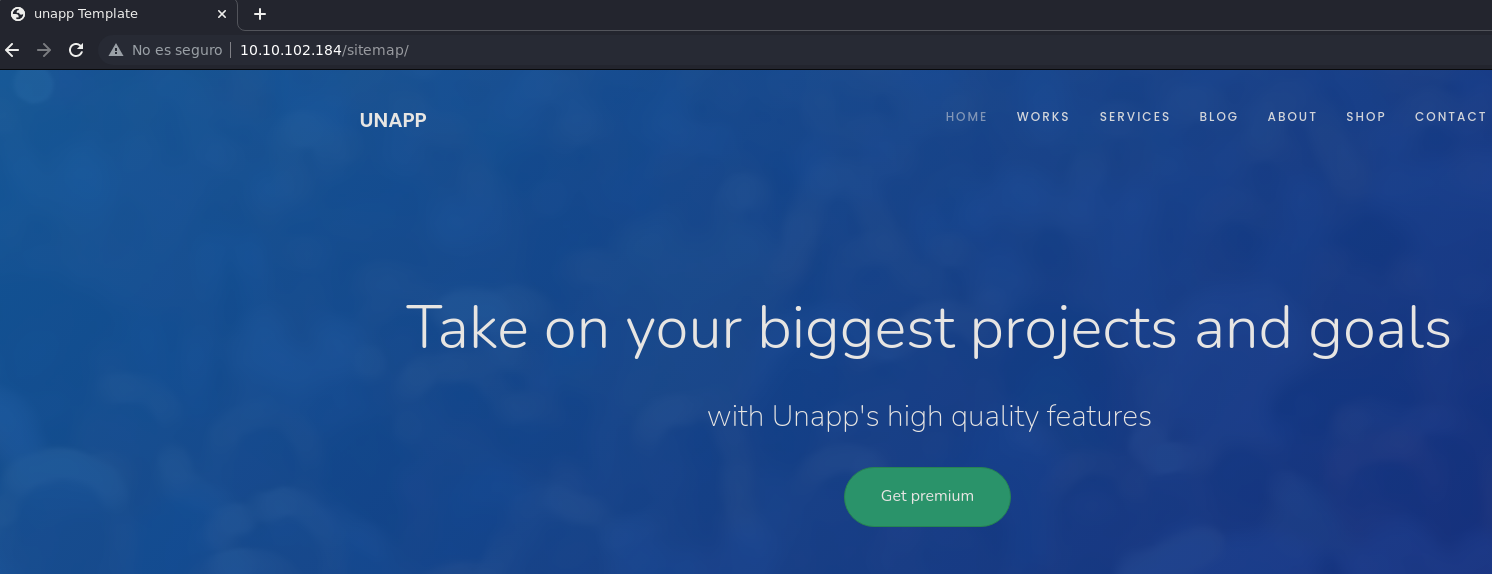 unapp Template
No es seguro 10.10.102.184/sitemap/
UNAPP HOME WORKS SERVICES BLOG ABOUT SHOP CONTACT
Take on your biggest projects and goals
with Unapp's high quality features
Get premium